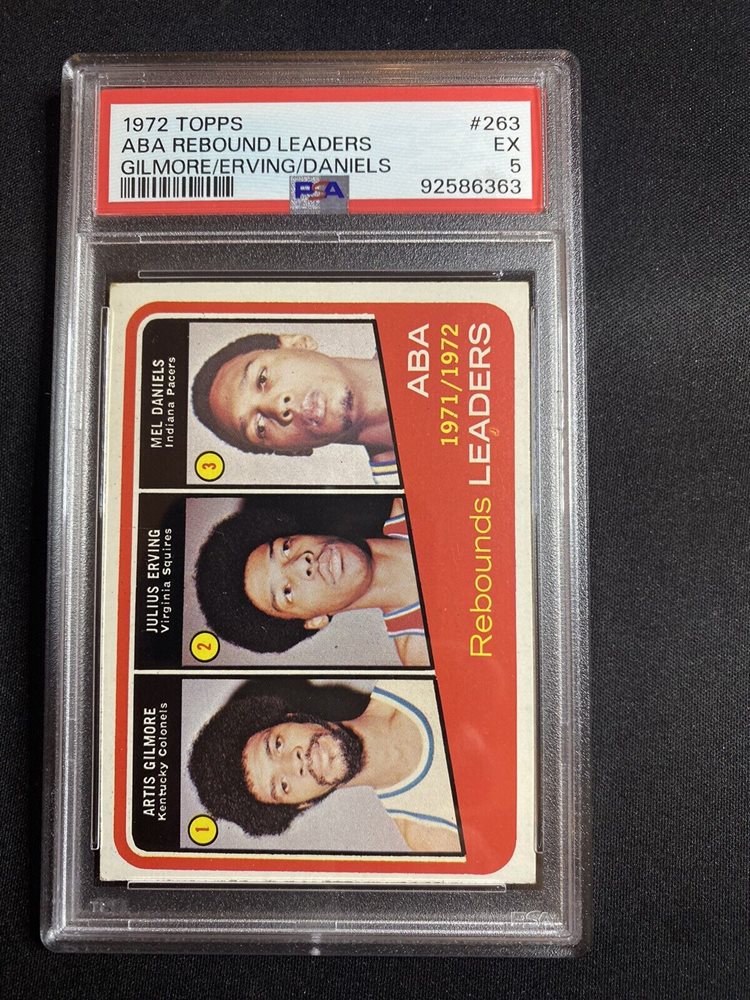 1972 TOPPS #263
ABA REBOUND LEADERS EX
GILMORE/ERVING/DANIELS 5
PSA 92586363
ABA
1971/1972
Rebounds LEADERS
ARTIS GILMORE
Kentucky Colonels
1
JULIUS ERVING
Virginia Squires
2
MEL DANIELS
Indiana Pacers
3